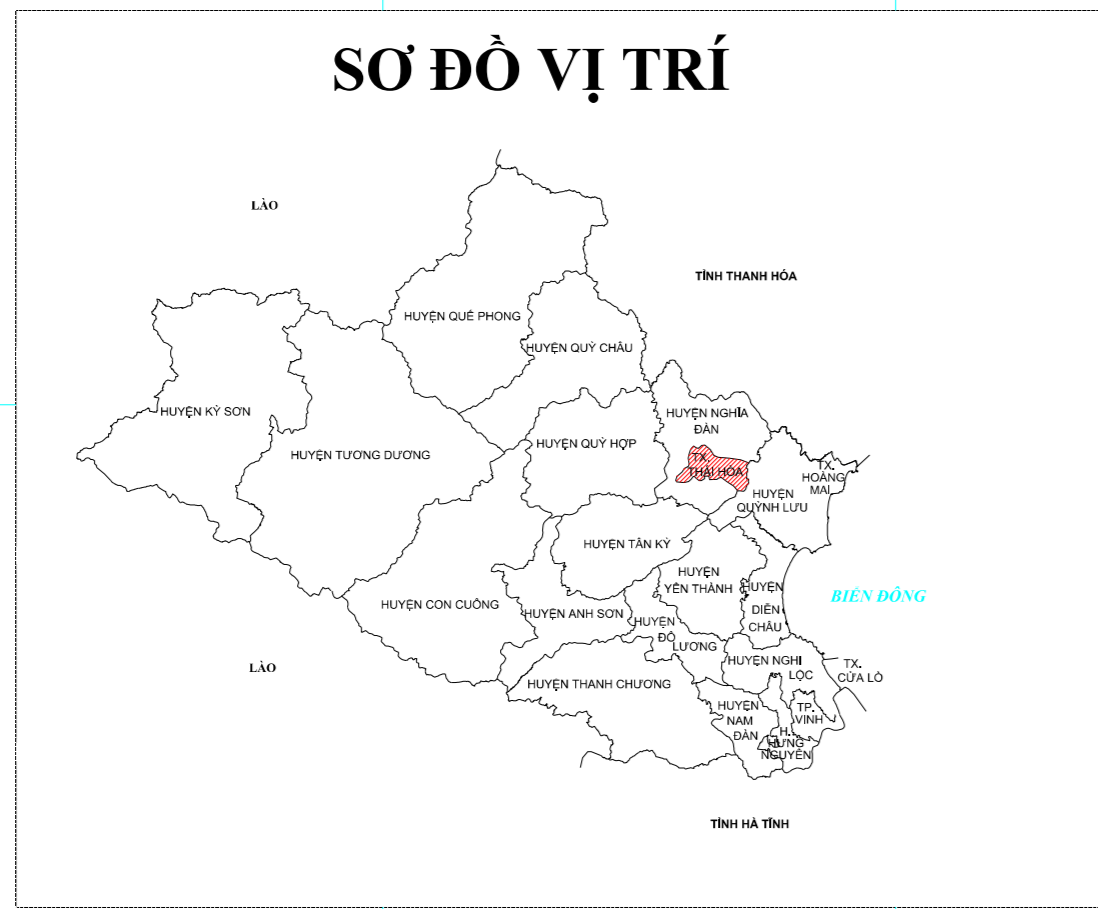 SƠ ĐỒ VỊ TRÍ
LÀO
TỈNH THANH HÓA
HUYỆN QUẾ PHONG
HUYỆN QUỲ CHÂU
HUYỆN KỲ SƠN
HUYỆN NGHĨA
ĐÀN
HUYỆN QUỲ HỢP
HUYỆN TƯƠNG DƯƠNG
TX.
THÁI HÒA
TX.
HOÀNG
MAI
HUYỆN
QUỲNH LƯU
HUYỆN TÂN KỲ
HUYỆN
YÊN THÀNH
HUYỆN
DIỄN
CHÂU
BIỂN ĐÔNG
HUYỆN CON CUÔNG
HUYỆN ANH SƠN
HUYỆN
ĐÔ
LƯƠNG
LÀO
HUYỆN NGHI
LỘC
TX.
CỬA LÒ
HUYỆN THANH CHƯƠNG
HUYỆN
NAM
ĐÀN
TP.
VINH
H.
HƯNG
NGUYÊN
TỈNH HÀ TĨNH